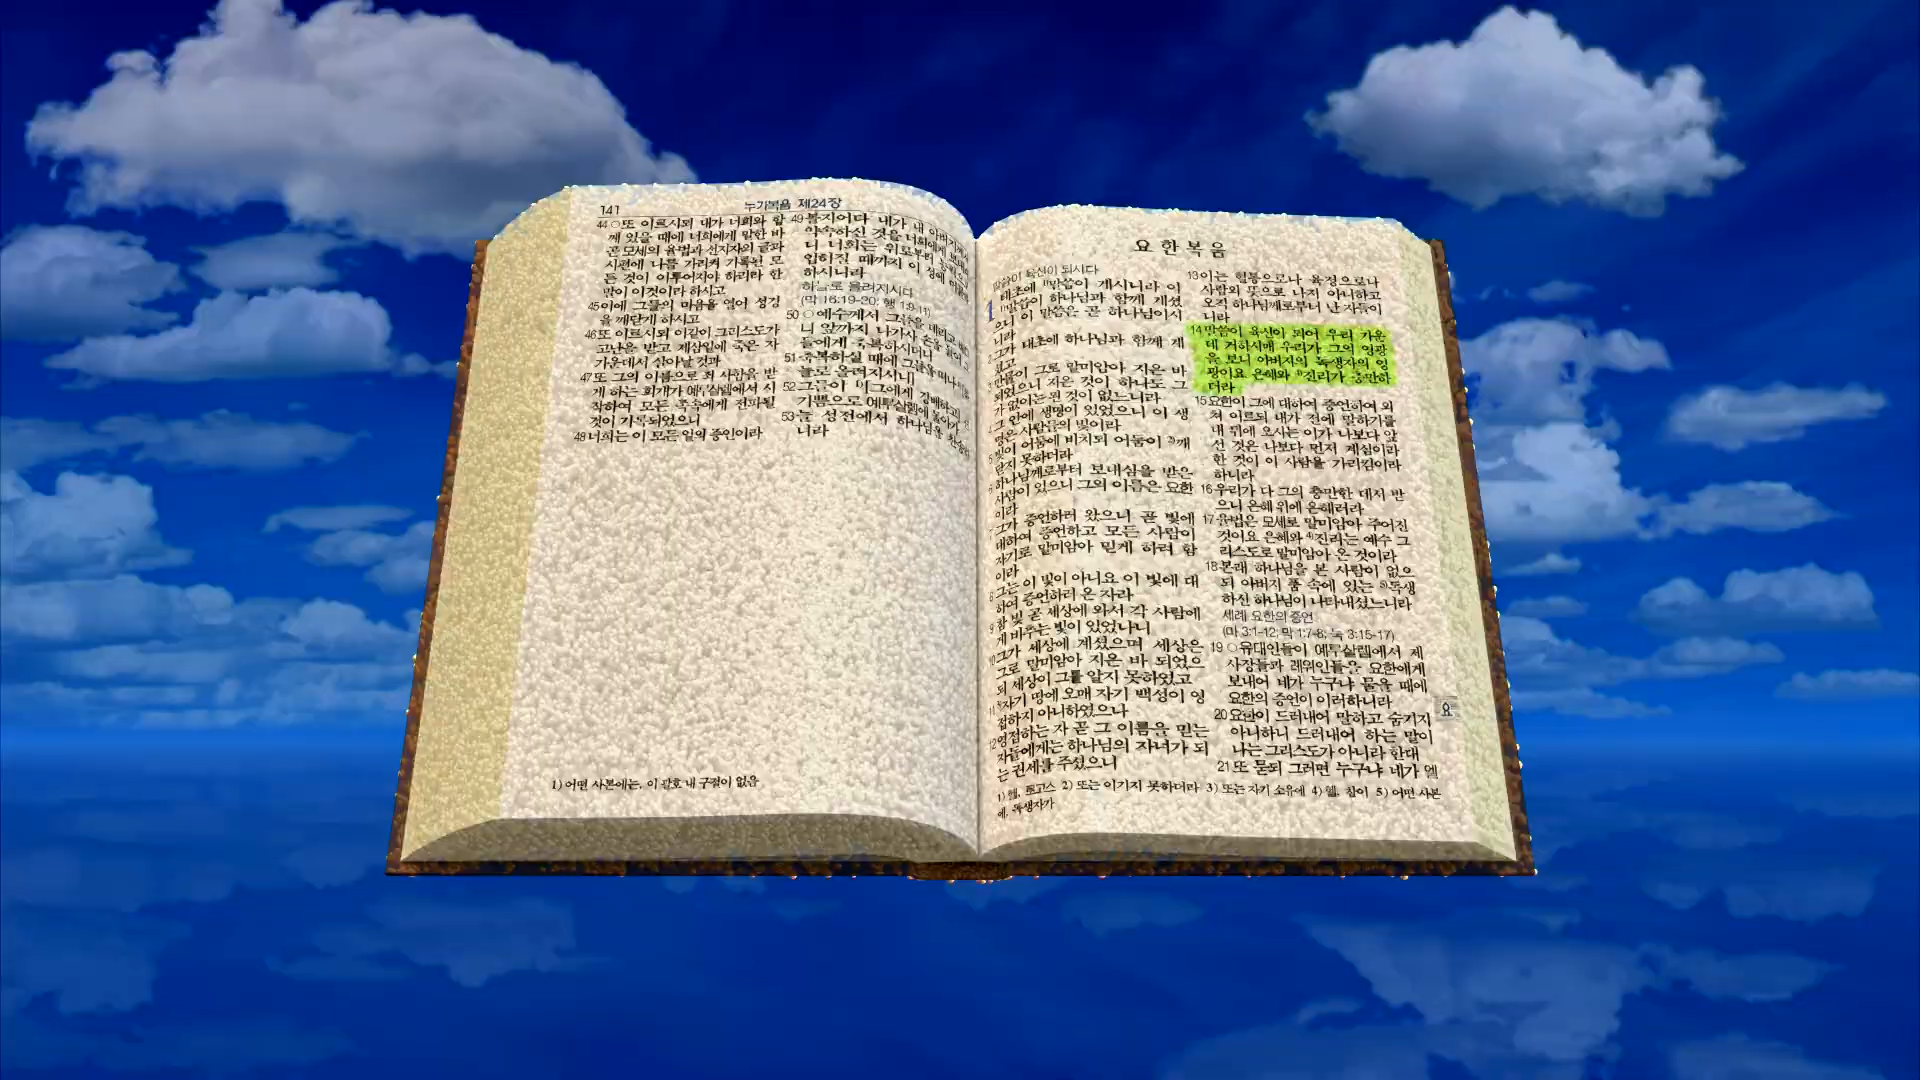 141
누가복음 제24장
44 ○또 이르시되 내가 너희와 함
께 있을 때에 너희에게 말한 바
곧 모세의 율법과 선지자의 글과
시편에 나를 가리켜 기록된 모
든 것이 이루어져야 하리라 한
말이 이것이라 하시고
45 이에 그들의 마음을 열어 성경
을 깨닫게 하시고
46 또 이르시되 이같이 그리스도가
고난을 받고 제삼일에 죽은 자
가운데서 살아날 것과
47 또 그의 이름으로 죄 사함을 받
게 하는 회개가 예루살렘에서 시
작하여 모든 족속에게 전파될
것이 기록되었으니
48 너희는 이 모든 일의 증인이라
49 볼지어다 내가 내 아버지께서
약속하신 것을 너희에게 보내리
니 너희는 위로부터 능력으로
입혀질 때까지 이 성에
하시니라
하늘로 올려지시다
(막 16:19-20; 행 1:9-11)
50 ○예수께서 그들을 데리고
니 앞까지 나가사 손을 들어
들에게 축복하시더니
51 축복하실 때에 그들을 떠나
늘로 올려지시니]
52 그들이 그에게 경배하고
기쁨으로 예루살렘에 돌아가
53 늘 성전에서 하나님을 찬송하
니라
1) 어떤 사본에는, 이 괄호 내 구절이 없음
요한복음
말씀이 육신이 되시다
1 태초에 1)말씀이 계시니라 이
1)말씀이 하나님과 함께 계셨
으니 이 말씀은 곧 하나님이시
니라
그가 태초에 하나님과 함께 계
셨고
만물이 그로 말미암아 지은 바
되었으니 지은 것이 하나도 그
가 없이는 된 것이 없느니라
그 안에 생명이 있었으니 이 생
명은 사람들의 빛이라
빛이 어둠에 비치되 어둠이 2)깨
닫지 못하더라
하나님께로부터 보내심을 받은
사람이 있으니 그의 이름은 요한
이라
그가 증언하러 왔으니 곧 빛에
대하여 증언하고 모든 사람이
자기로 말미암아 믿게 하려 함
이라
8 그는 이 빛이 아니요 이 빛에 대
하여 증언하러 온 자라
9 참 빛 곧 세상에 와서 각 사람에
게 비추는 빛이 있었나니
10 그가 세상에 계셨으며 세상은
그로 말미암아 지은 바 되었으
되 세상이 그를 알지 못하였고
11 3)자기 땅에 오매 자기 백성이 영
접하지 아니하였으나
12 영접하는 자 곧 그 이름을 믿는
자들에게는 하나님의 자녀가 되
는 권세를 주셨으니
13 이는 혈통으로나 육정으로나
사람의 뜻으로 나지 아니하고
오직 하나님께로부터 난 자들이
니라
14 말씀이 육신이 되어 우리 가운
데 거하시매 우리가 그의 영광
을 보니 아버지의 독생자의 영
광이요 은혜와 4)진리가 충만하
더라
15 요한이 그에 대하여 증언하여 외
쳐 이르되 내가 전에 말하기를
내 뒤에 오시는 이가 나보다 앞
선 것은 나보다 먼저 계심이라
한 것이 이 사람을 가리킴이라
하니라
16 우리가 다 그의 충만한 데서 받
으니 은혜 위에 은혜러라
17 율법은 모세로 말미암아 주어진
것이요 은혜와 4)진리는 예수 그
리스도로 말미암아 온 것이라
18 본래 하나님을 본 사람이 없으
되 아버지 품 속에 있는 5)독생
하신 하나님이 나타내셨느니라
세례 요한의 증언
(마 3:1-12; 막 1:7-8; 눅 3:15-17)
19 ○유대인들이 예루살렘에서 제
사장들과 레위인들을 요한에게
보내어 네가 누구냐 물을 때에
요한의 증언이 이러하니라
20 요한이 드러내어 말하고 숨기지
아니하니 드러내어 하는 말이
나는 그리스도가 아니라 한대
21 또 묻되 그러면 누구냐 네가 엘
요
1) 헬, 로고스 2) 또는 이기지 못하더라 3) 또는 자기 소유에 4) 헬, 참이 5) 어떤 사본
에, 독생자가